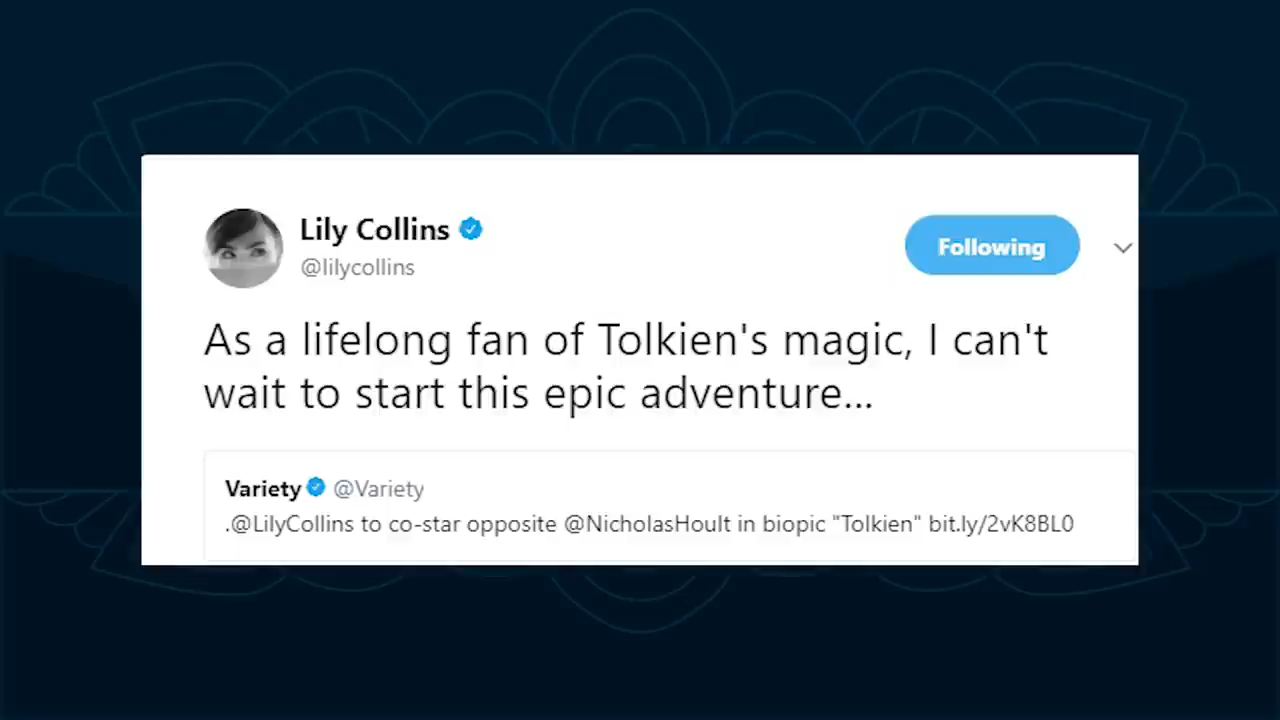 Lily Collins
@lilycollins
Following
As a lifelong fan of Tolkien's magic, I can't
wait to start this epic adventure...
Variety @Variety
.@LilyCollins to co-star opposite @NicholasHoult in biopic "Tolkien" bit.ly/2vK8BL0